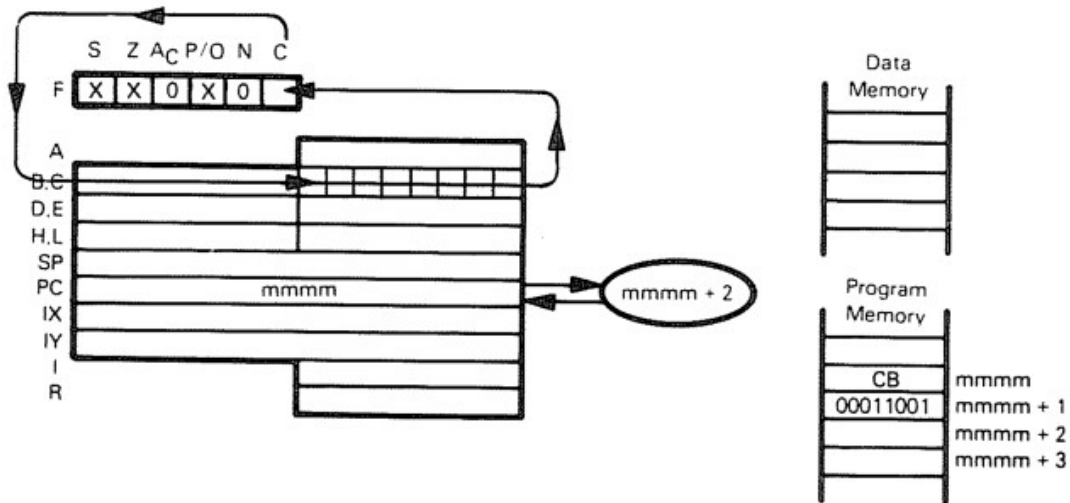 S Z AC P/O N C
F X X 0 X 0
A
B.C
D.E
H.L
SP
PC mmmm mmmm + 2
IX
IY
I
R
Data
Memory
Program
Memory
CB mmmm
00011001 mmmm + 1
mmmm + 2
mmmm + 3